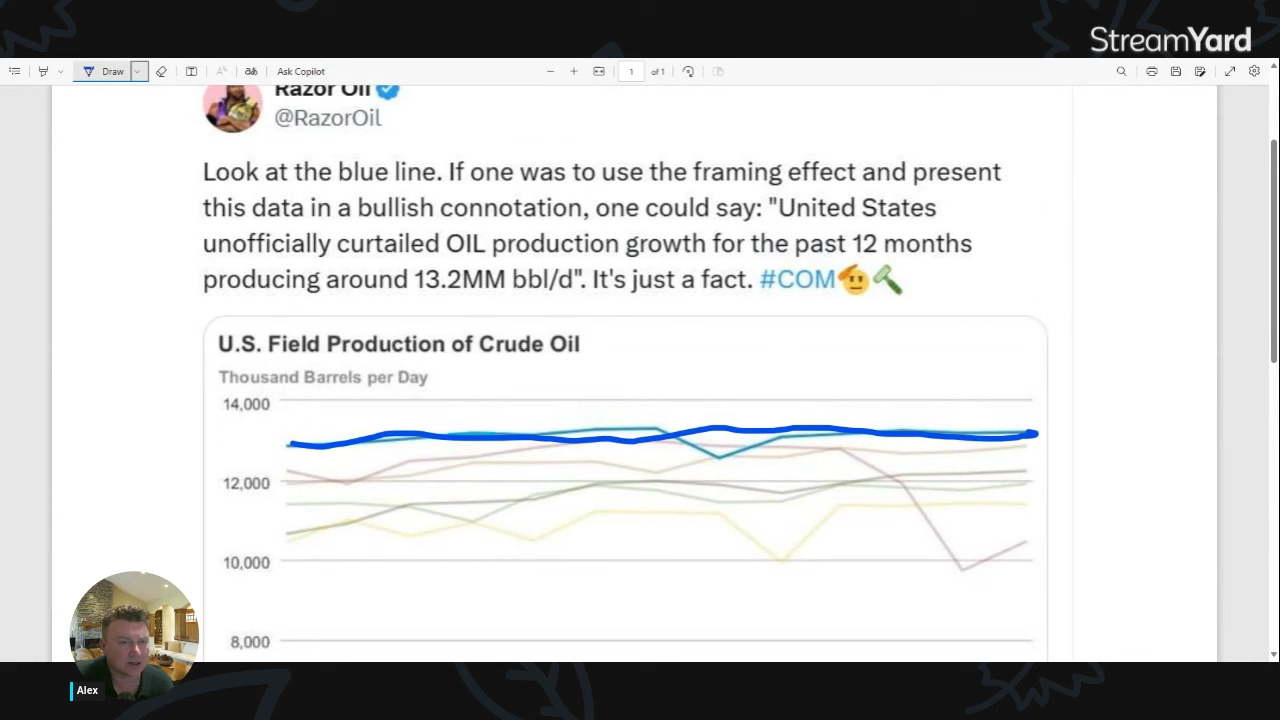 StreamYard
Draw
Ask Copilot
1 of 1
Razor Oil
@RazorOil
Look at the blue line. If one was to use the framing effect and present
this data in a bullish connotation, one could say: "United States
unofficially curtailed OIL production growth for the past 12 months
producing around 13.2MM bbl/d". It's just a fact. #COM
U.S. Field Production of Crude Oil
Thousand Barrels per Day
14,000
12,000
10,000
8,000
Alex